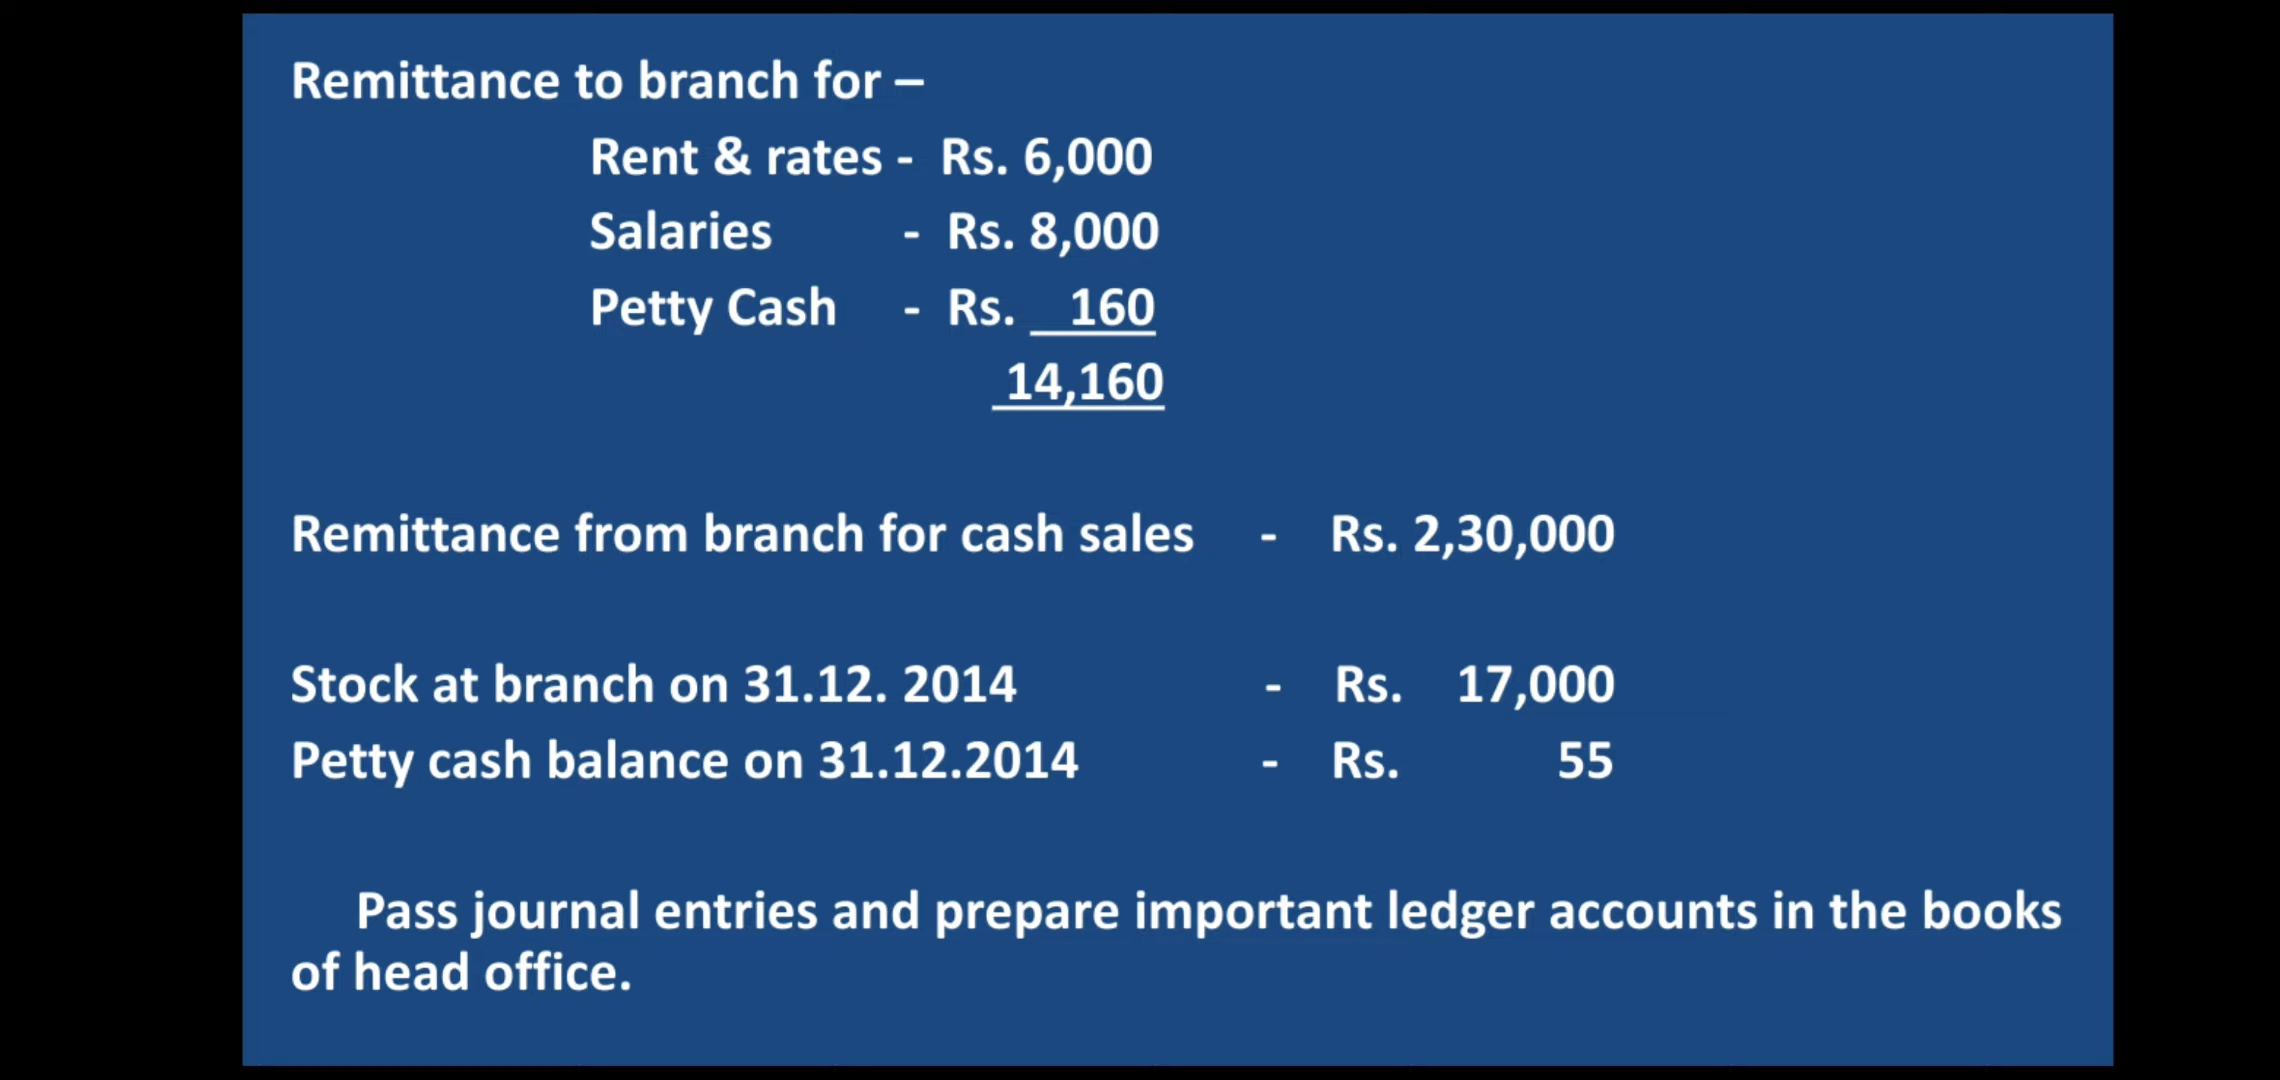 Remittance to branch for –
Rent & rates - Rs. 6,000
Salaries - Rs. 8,000
Petty Cash - Rs. 160
14,160
Remittance from branch for cash sales - Rs. 2,30,000
Stock at branch on 31.12. 2014 - Rs. 17,000
Petty cash balance on 31.12.2014 - Rs. 55
Pass journal entries and prepare important ledger accounts in the books
of head office.